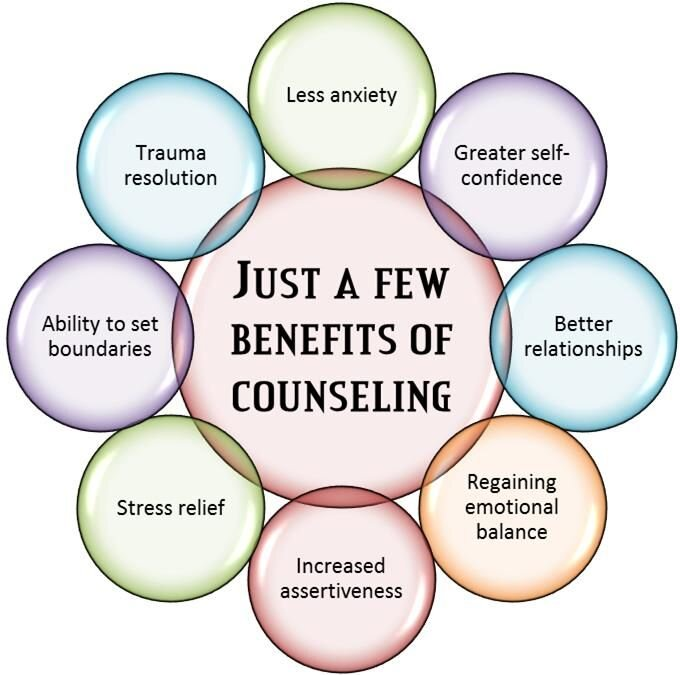 Less anxiety
Greater self-
confidence
Better
relationships
Regaining
emotional
balance
Increased
assertiveness
Stress relief
Ability to set
boundaries
Trauma
resolution
JUST A FEW
BENEFITS OF
COUNSELING